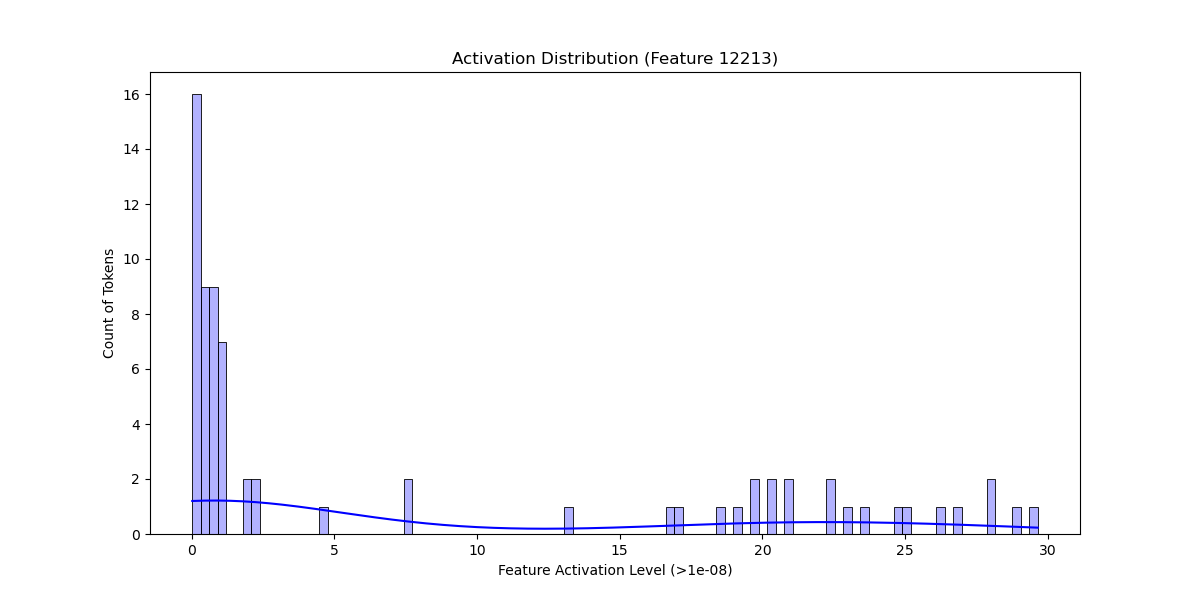 Activation Distribution (Feature 12213)
16
14
12
10
8
6
4
2
0
Count of Tokens
0 5 10 15 20 25 30
Feature Activation Level (>1e-08)